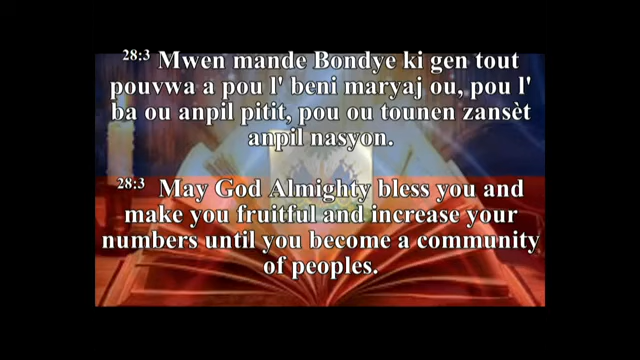 28:3 Mwen mande Bondye ki gen tout
pouvwa a pou l' beni maryaj ou, pou l'
ba ou anpil pitit, pou ou tounen zansèt
anpil nasyon.
28:3 May God Almighty bless you and
make you fruitful and increase your
numbers until you become a community
of peoples.